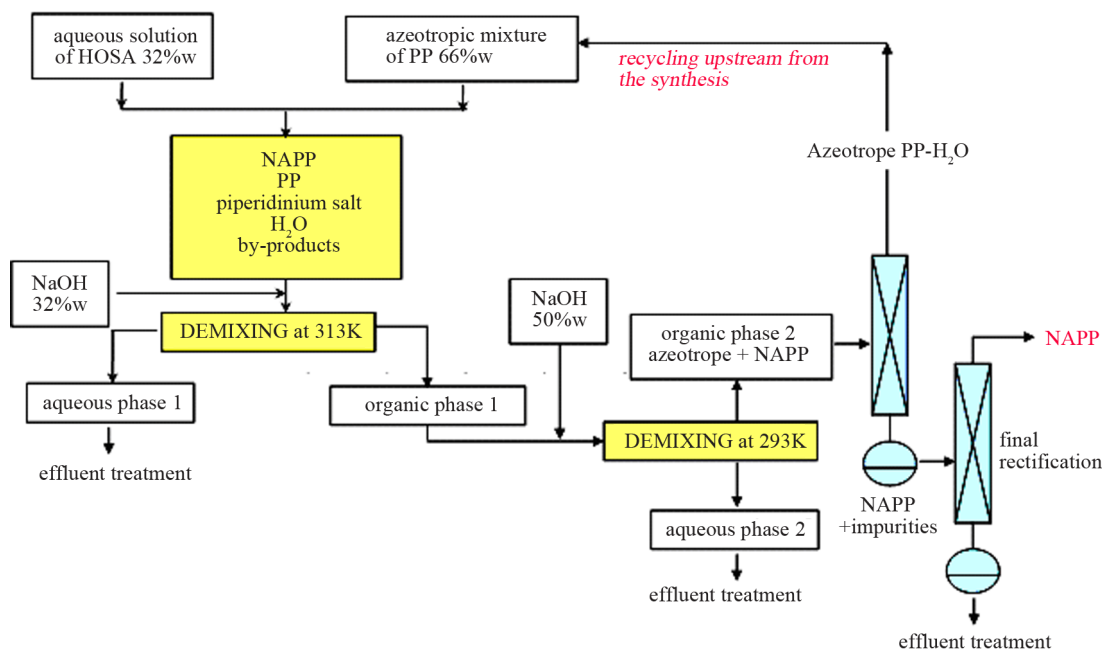 aqueous solution
of HOSA 32%w
azeotropic mixture
of PP 66%w
recycling upstream from
the synthesis
Azeotrope PP-H₂O
NAPP
PP
piperidinium salt
H₂O
by-products
NaOH
32%w
DEMIXING at 313K
NaOH
50%w
organic phase 2
azeotrope + NAPP
NAPP
aqueous phase 1
organic phase 1
DEMIXING at 293K
final
rectification
effluent treatment
NAPP
+impurities
aqueous phase 2
effluent treatment
effluent treatment